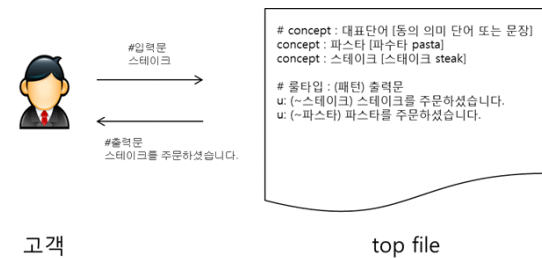 #입력문
스테이크
#출력문
스테이크를 주문하셨습니다.
고객
# concept : 대표단어 [동의 의미 단어 또는 문장]
concept : 파스타 [파수타 pasta]
concept : 스테이크 [스태이크 steak]
# 룰타입 : (패턴) 출력문
u: (~스테이크) 스테이크를 주문하셨습니다.
u: (~파스타) 파스타를 주문하셨습니다.
top file